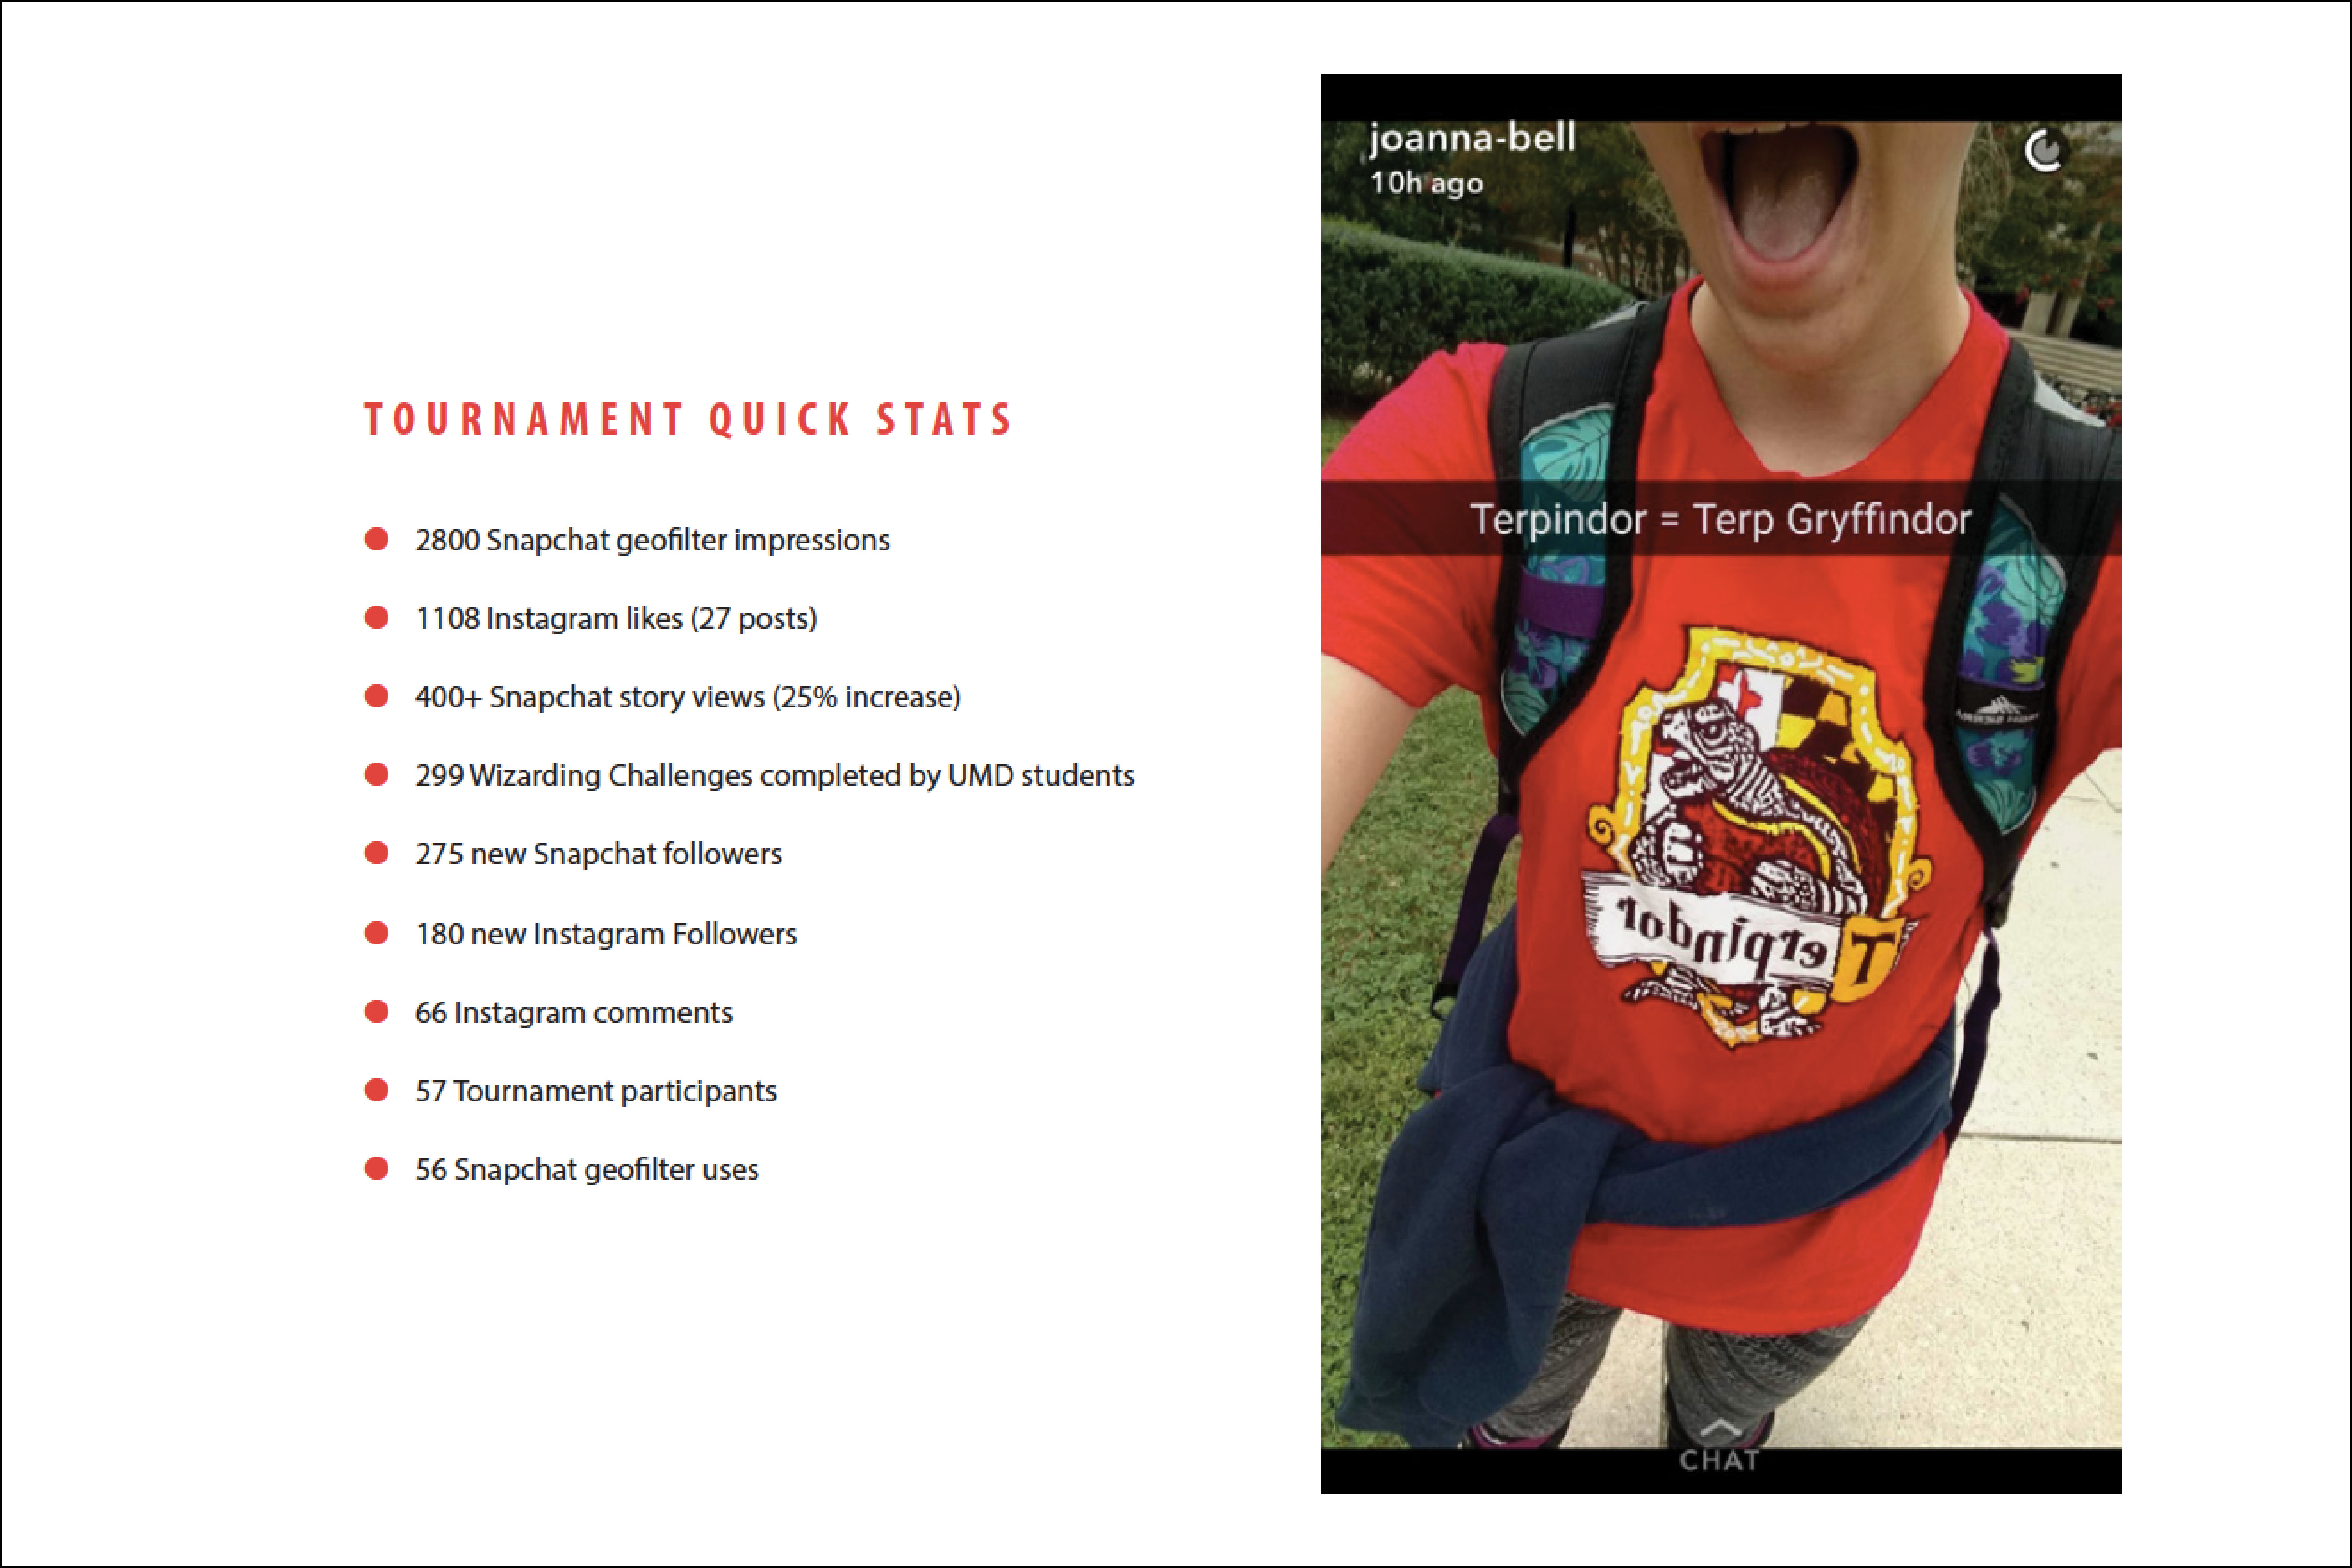 TOURNAMENT QUICK STATS
2800 Snapchat geofilter impressions
1108 Instagram likes (27 posts)
400+ Snapchat story views (25% increase)
299 Wizarding Challenges completed by UMD students
275 new Snapchat followers
180 new Instagram Followers
66 Instagram comments
57 Tournament participants
56 Snapchat geofilter uses
joanna-bell
10h ago
Terpindor = Terp Gryffindor
Terpindor
CHAT